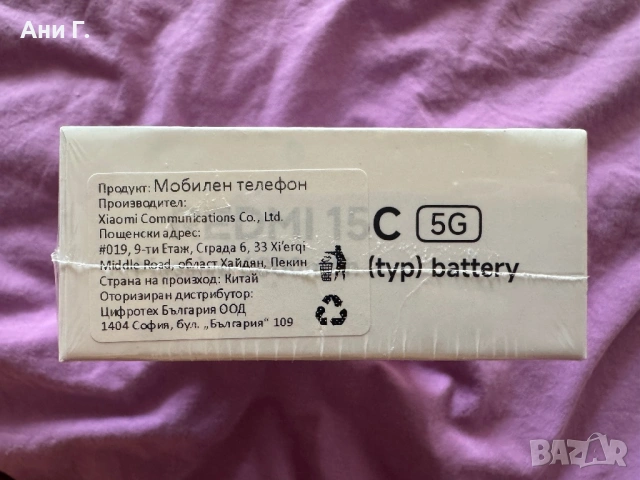 Ани Г.
Продукт: Мобилен телефон
Производител:
Xiaomi Communications Co., Ltd.
Пощенски адрес:
#019, 9-ти Етаж, Сграда 6, 33 Xi'erqi
Middle Road, област Хайдян, Пекин
Страна на произход: Китай
Оторизиран дистрибутор:
Цифротех България ООД
1404 София, бул. „България" 109
REDMI 15C 5G
(typ) battery
BAZAR